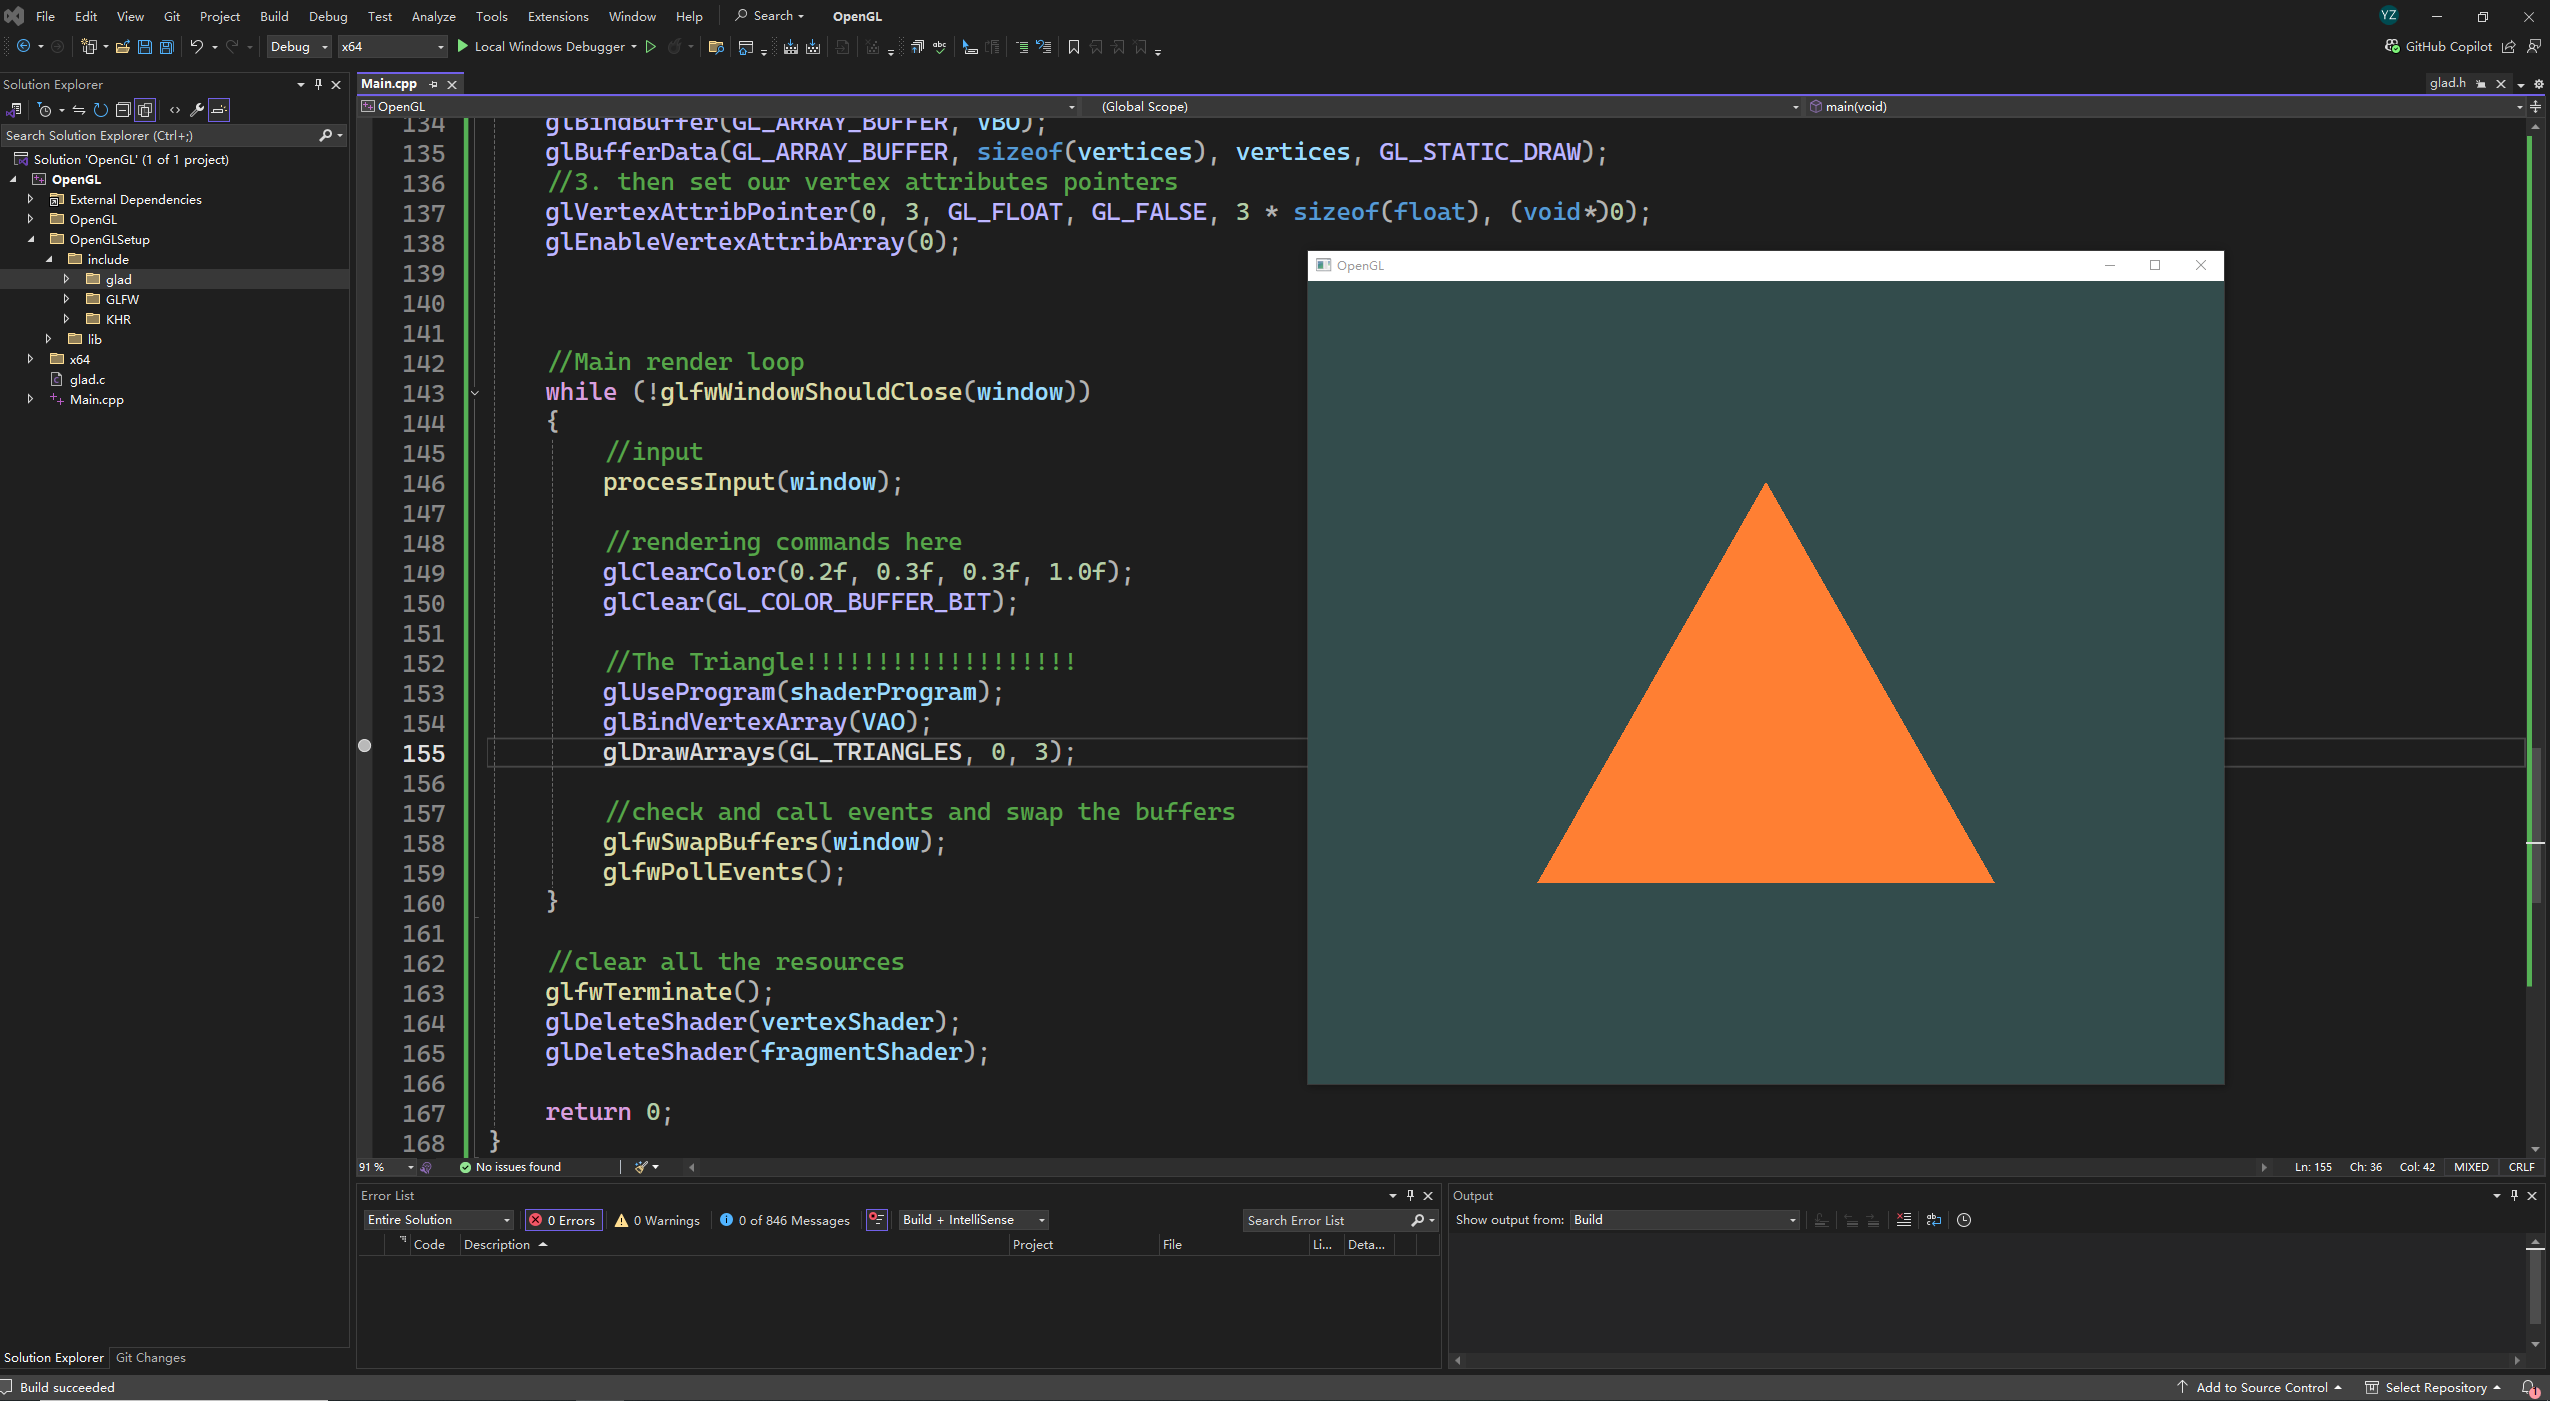 File Edit View Git Project Build Debug Test Analyze Tools Extensions Window Help Search OpenGL YZ
Debug x64 Local Windows Debugger GitHub Copilot
Solution Explorer
Search Solution Explorer (Ctrl+;)
Solution 'OpenGL' (1 of 1 project)
OpenGL
External Dependencies
OpenGL
OpenGLSetup
include
glad
GLFW
KHR
lib
x64
glad.c
Main.cpp
Solution Explorer Git Changes
Main.cpp glad.h
OpenGL (Global Scope) main(void)
134 glBindBuffer(GL_ARRAY_BUFFER, VBO);
135 glBufferData(GL_ARRAY_BUFFER, sizeof(vertices), vertices, GL_STATIC_DRAW);
136 //3. then set our vertex attributes pointers
137 glVertexAttribPointer(0, 3, GL_FLOAT, GL_FALSE, 3 * sizeof(float), (void*)0);
138 glEnableVertexAttribArray(0);
139
140
141
142 //Main render loop
143 while (!glfwWindowShouldClose(window))
144 {
145 //input
146 processInput(window);
147
148 //rendering commands here
149 glClearColor(0.2f, 0.3f, 0.3f, 1.0f);
150 glClear(GL_COLOR_BUFFER_BIT);
151
152 //The Triangle!!!!!!!!!!!!!!!!!!!
153 glUseProgram(shaderProgram);
154 glBindVertexArray(VAO);
155 glDrawArrays(GL_TRIANGLES, 0, 3);
156
157 //check and call events and swap the buffers
158 glfwSwapBuffers(window);
159 glfwPollEvents();
160 }
161
162 //clear all the resources
163 glfwTerminate();
164 glDeleteShader(vertexShader);
165 glDeleteShader(fragmentShader);
166
167 return 0;
168 }
OpenGL
91 % No issues found Ln: 155 Ch: 36 Col: 42 MIXED CRLF
Error List
Entire Solution 0 Errors 0 Warnings 0 of 846 Messages Build + IntelliSense Search Error List
Code Description Project File Li... Deta...
Output
Show output from: Build
Build succeeded Add to Source Control Select Repository 1